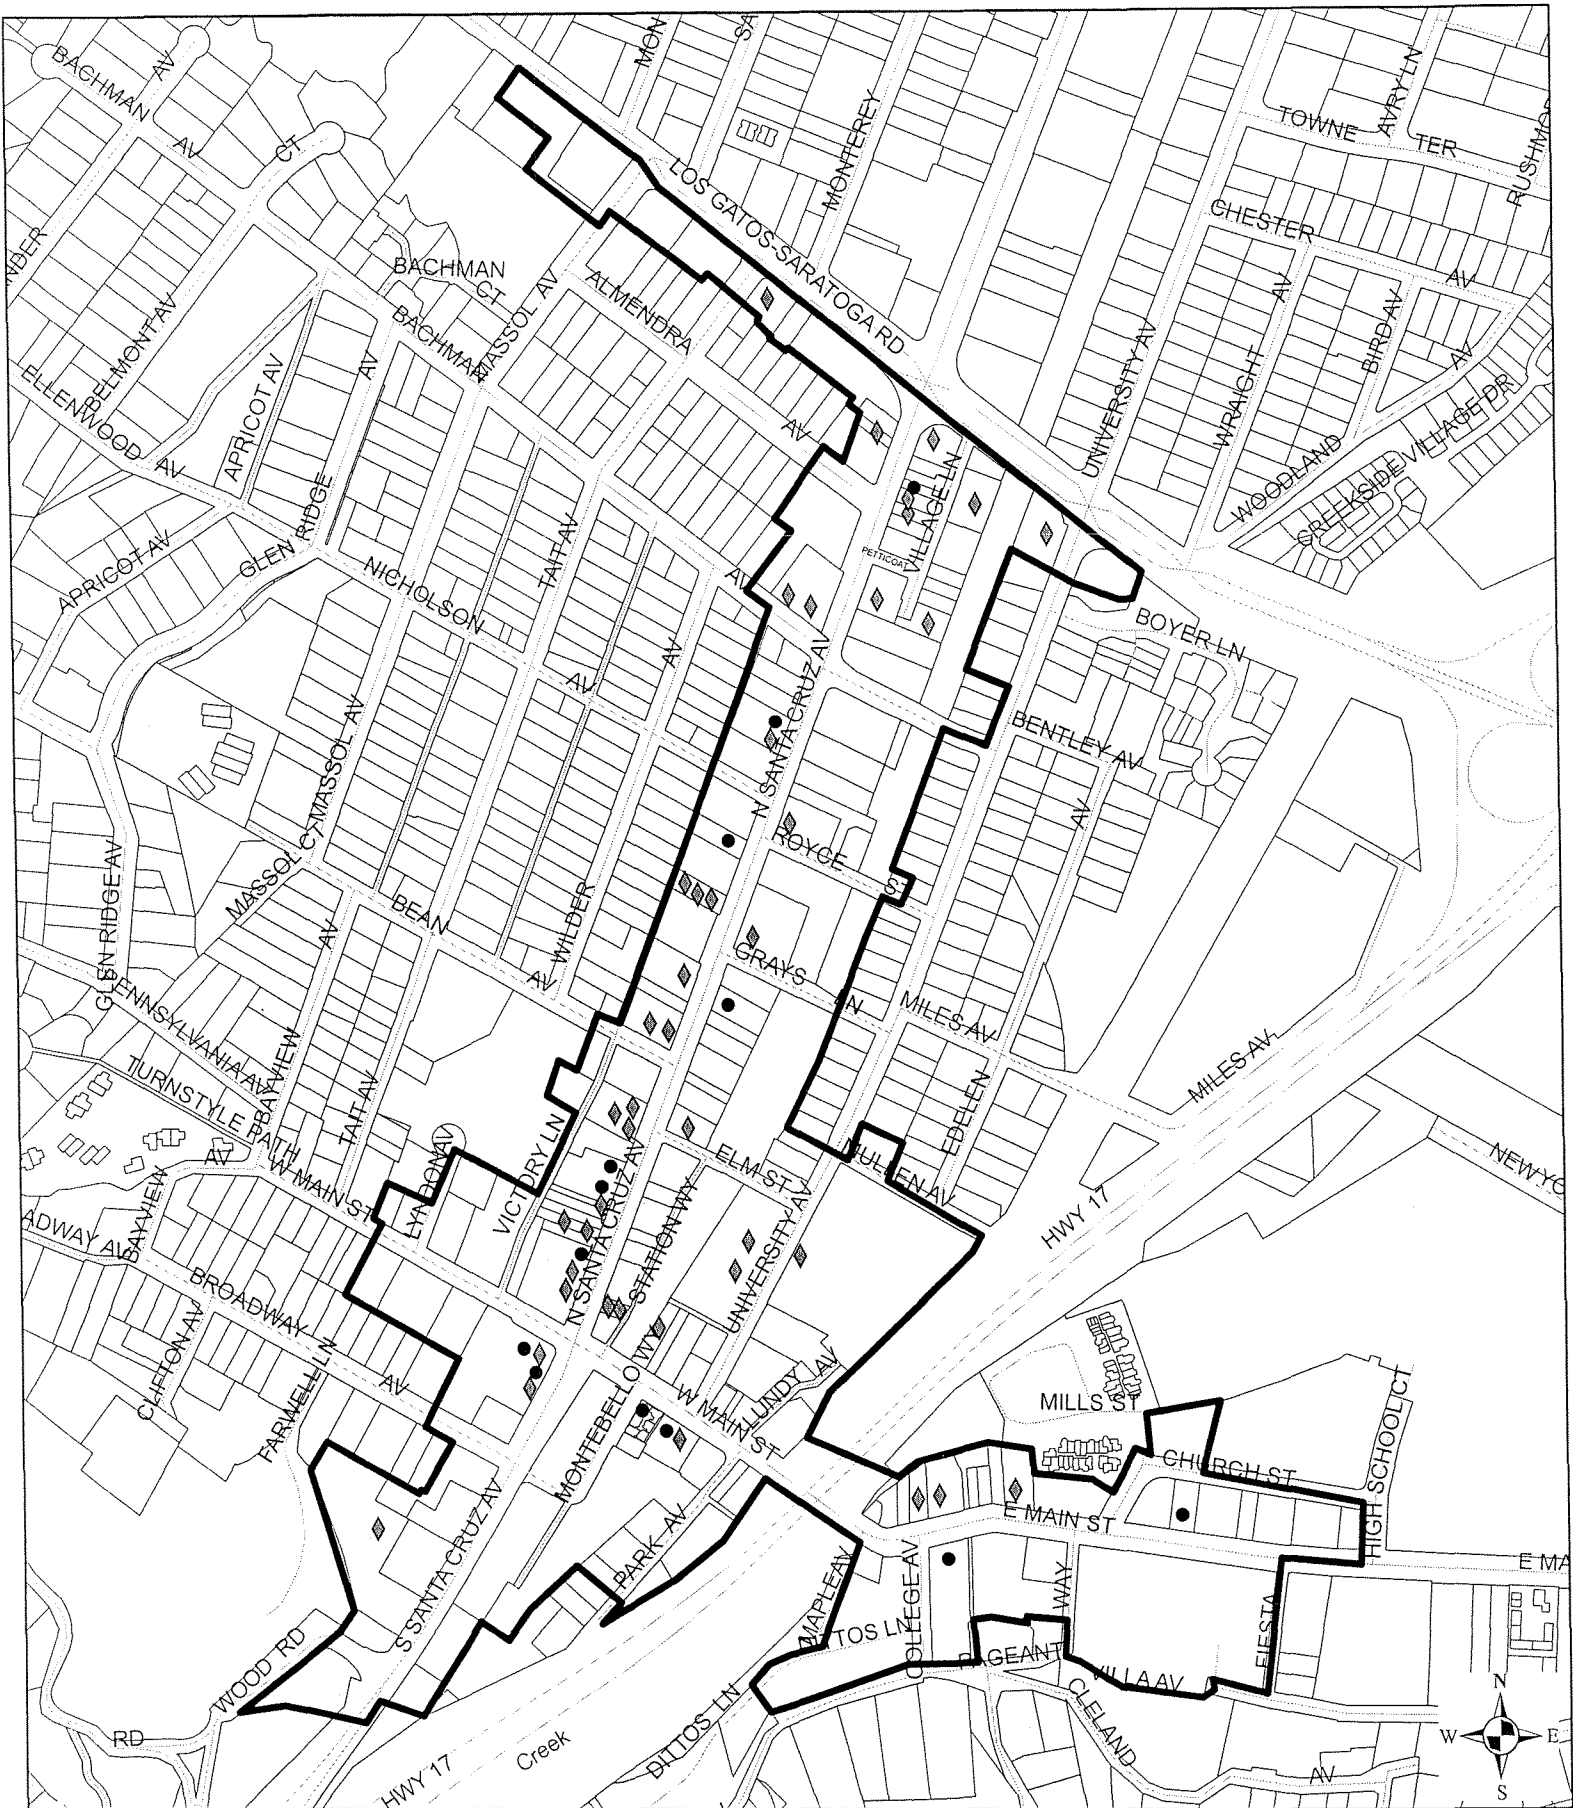 MON
SA
BACHMAN
AV
AV
CT
MONTEREY
TOWNE
TER
AVRY LN
RUSHMO
LOS GATOS-SARATOGA RD
CHESTER
AV
NDER
BACHMAN
CT
BACHMAN
MASSOL AV
ALMENDRA
AV
BELMONT AV
ELLENWOOD
AV
APRICOT AV
AV
GLEN RIDGE
APRICOT AV
UNIVERSITY AV
WRAIGHT
AV
BIRD AV
AV
WOODLAND
CREEKSIDE VILLAGE DR
VILLAGE LN
PETTICOAT
TAIT AV
NICHOLSON
AV
AV
AV
BOYER LN
BENTLEY AV
AV
N SANTA CRUZ AV
MASSOL AV
MASSOL C
ROYCE
ST
GLEN RIDGE AV
BEAN
AV
WILDER
AV
GRAYS
LN
MILES AV
MILES AV
ENNSYLVANIA AV
BAYVIEW
TURNSTYLE PATH
TAIT AV
EDELEN
NEW YO
AV
W MAIN ST
LYNDON AV
VICTORY LN
ELM ST
MULLEN AV
HWY 17
ADWAY AV
BAYVIEW
BROADWAY
AV
CLIFTON AV
FARWELL LN
N SANTA CRUZ AV
STATION WY
UNIVERSITY AV
MONTEBELLO WY
LUNDY AV
W MAIN ST
MILLS ST
CHURCH ST
HIGH SCHOOL CT
E MAIN ST
E MA
S SANTA CRUZ AV
PARK AV
MAPLE AV
COLLEGE AV
WAY
FIESTA
TTOS LN
PAGEANT
VILLA AV
WOOD RD
RD
DITTOS LN
CLELAND
AV
HWY 17
Creek
N
W
E
S